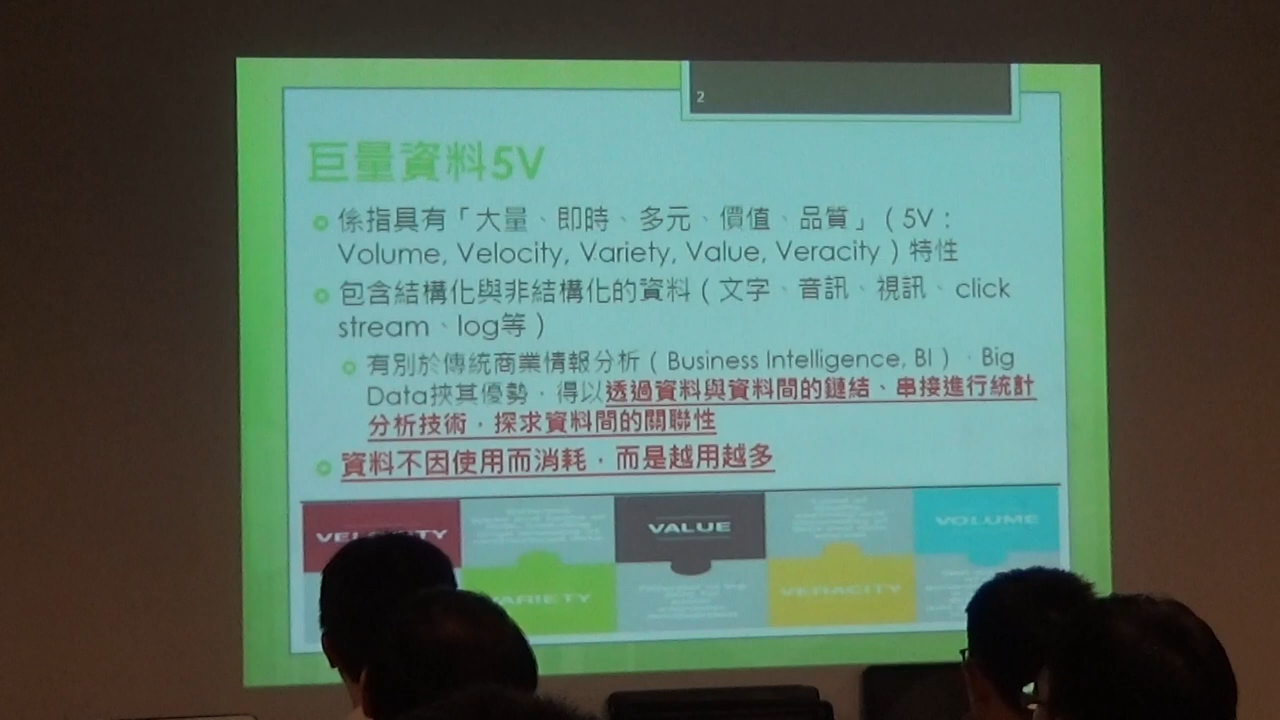 2
巨量資料5V
係指具有「大量、即時、多元、價值、品質」（5V：
Volume, Velocity, Variety, Value, Veracity）特性
包含結構化與非結構化的資料（文字、音訊、視訊、click
stream、log等）
有別於傳統商業情報分析（Business Intelligence, BI），Big
Data挾其優勢，得以透過資料與資料間的鏈結、串接進行統計
分析技術，探求資料間的關聯性
資料不因使用而消耗，而是越用越多
VALUE
VOLUME
VARIETY
VERACITY